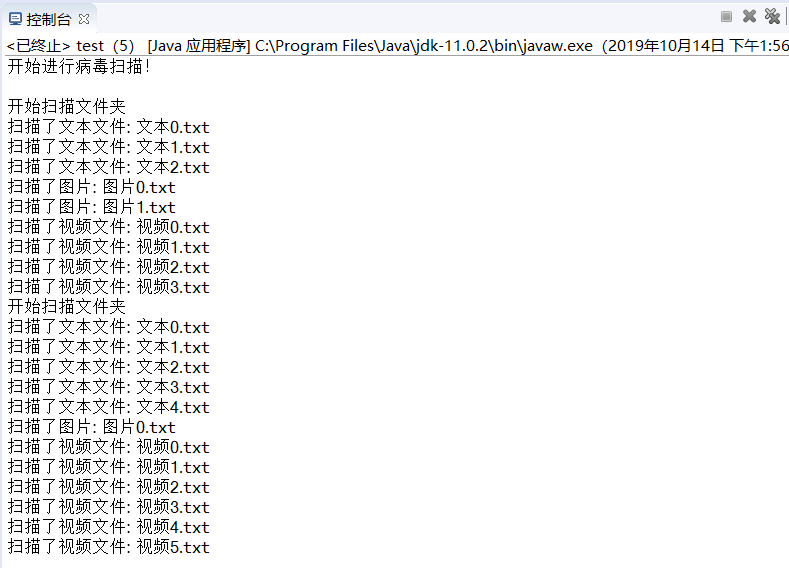 控制台
<已终止> test（5） [Java 应用程序] C:\Program Files\Java\jdk-11.0.2\bin\javaw.exe（2019年10月14日 下午1:56
开始进行病毒扫描！
开始扫描文件夹
扫描了文本文件: 文本0.txt
扫描了文本文件: 文本1.txt
扫描了文本文件: 文本2.txt
扫描了图片: 图片0.txt
扫描了图片: 图片1.txt
扫描了视频文件: 视频0.txt
扫描了视频文件: 视频1.txt
扫描了视频文件: 视频2.txt
扫描了视频文件: 视频3.txt
开始扫描文件夹
扫描了文本文件: 文本0.txt
扫描了文本文件: 文本1.txt
扫描了文本文件: 文本2.txt
扫描了文本文件: 文本3.txt
扫描了文本文件: 文本4.txt
扫描了图片: 图片0.txt
扫描了视频文件: 视频0.txt
扫描了视频文件: 视频1.txt
扫描了视频文件: 视频2.txt
扫描了视频文件: 视频3.txt
扫描了视频文件: 视频4.txt
扫描了视频文件: 视频5.txt